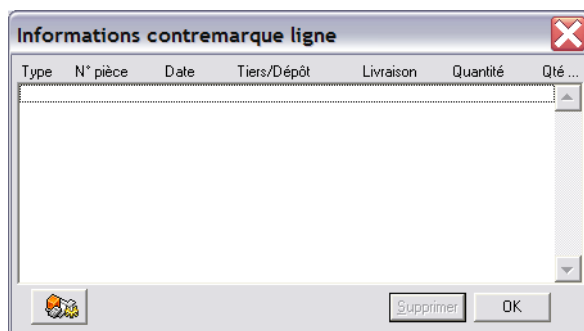 Informations contremarque ligne
Type N° pièce Date Tiers/Dépôt Livraison Quantité Qté ...
Supprimer OK